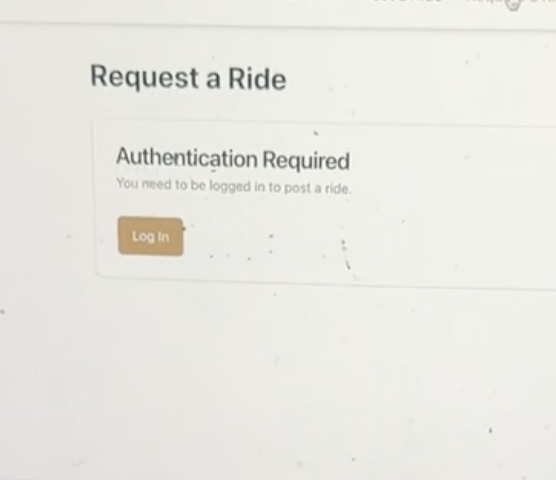 Request a Ride
Authentication Required
You need to be logged in to post a ride.
Log In